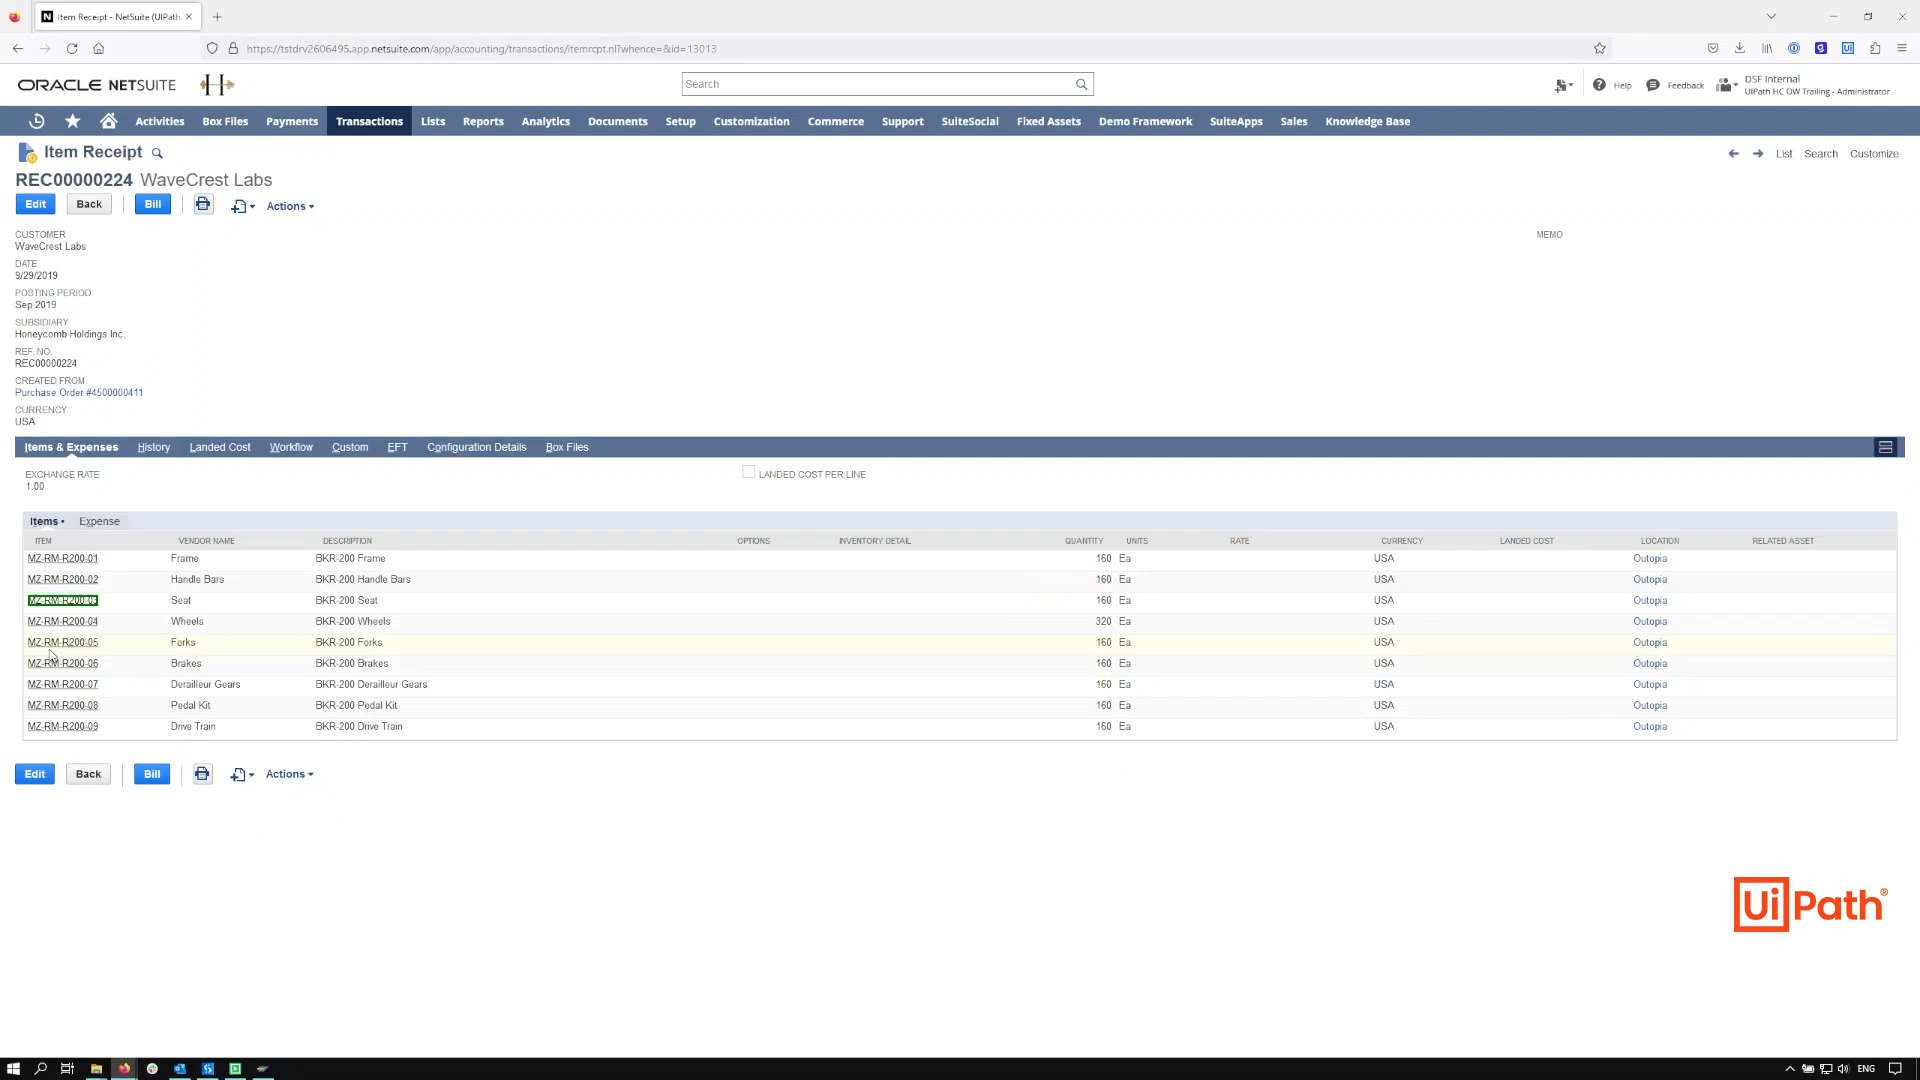 Item Receipt - NetSuite (UIPath
https://tstdrv2606495.app.netsuite.com/app/accounting/transactions/itemrcpt.nl?whence=&id=13013
ORACLE NETSUITE
Search
Help
Feedback
DSF Internal
UIPath HC OW Trailing - Administrator
Activities Box Files Payments Transactions Lists Reports Analytics Documents Setup Customization Commerce Support SuiteSocial Fixed Assets Demo Framework SuiteApps Sales Knowledge Base
Item Receipt
List Search Customize
REC00000224 WaveCrest Labs
Edit Back Bill Actions
CUSTOMER
WaveCrest Labs
MEMO
DATE
9/29/2019
POSTING PERIOD
Sep 2019
SUBSIDIARY
Honeycomb Holdings Inc.
REF. NO.
REC00000224
CREATED FROM
Purchase Order #4500000411
CURRENCY
USA
Items & Expenses History Landed Cost Workflow Custom EFT Configuration Details Box Files
EXCHANGE RATE
1.00
LANDED COST PER LINE
Items • Expense
ITEM VENDOR NAME DESCRIPTION OPTIONS INVENTORY DETAIL QUANTITY UNITS RATE CURRENCY LANDED COST LOCATION RELATED ASSET
MZ-RM-R200-01 Frame BKR-200 Frame 160 Ea USA Outopia
MZ-RM-R200-02 Handle Bars BKR-200 Handle Bars 160 Ea USA Outopia
MZ-RM-R200-03 Seat BKR-200 Seat 160 Ea USA Outopia
MZ-RM-R200-04 Wheels BKR-200 Wheels 320 Ea USA Outopia
MZ-RM-R200-05 Forks BKR-200 Forks 160 Ea USA Outopia
MZ-RM-R200-06 Brakes BKR-200 Brakes 160 Ea USA Outopia
MZ-RM-R200-07 Derailleur Gears BKR-200 Derailleur Gears 160 Ea USA Outopia
MZ-RM-R200-08 Pedal Kit BKR-200 Pedal Kit 160 Ea USA Outopia
MZ-RM-R200-09 Drive Train BKR-200 Drive Train 160 Ea USA Outopia
Edit Back Bill Actions
UiPath®
ENG